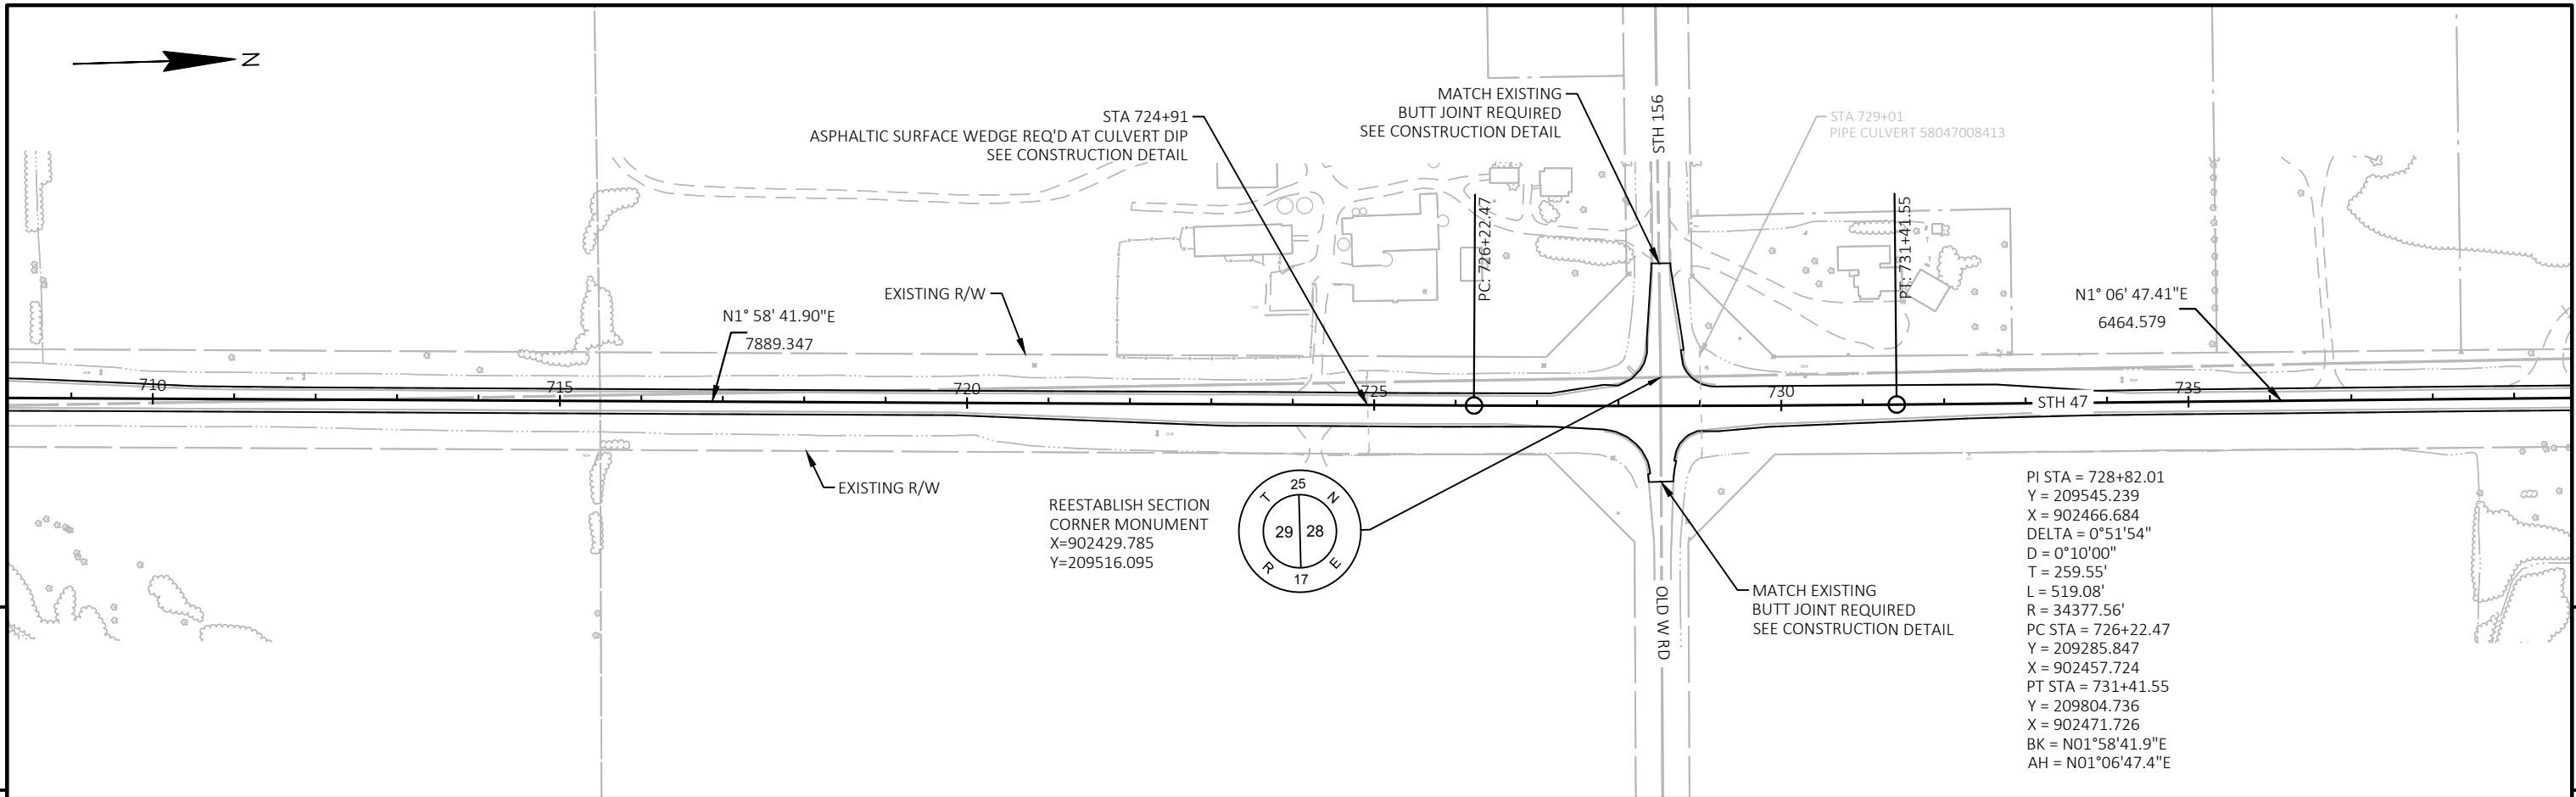 N
STA 724+91
ASPHALTIC SURFACE WEDGE REQ'D AT CULVERT DIP
SEE CONSTRUCTION DETAIL
MATCH EXISTING
BUTT JOINT REQUIRED
SEE CONSTRUCTION DETAIL
STH 156
STA 729+01
PIPE CULVERT 58047008413
PC: 726+22.47
PT: 731+41.55
EXISTING R/W
N1° 58' 41.90"E
7889.347
N1° 06' 47.41"E
6464.579
710
715
720
725
730
735
STH 47
EXISTING R/W
REESTABLISH SECTION
CORNER MONUMENT
X=902429.785
Y=209516.095
T 25 N
29 28
R 17 E
OLD W RD
MATCH EXISTING
BUTT JOINT REQUIRED
SEE CONSTRUCTION DETAIL
PI STA = 728+82.01
Y = 209545.239
X = 902466.684
DELTA = 0°51'54"
D = 0°10'00"
T = 259.55'
L = 519.08'
R = 34377.56'
PC STA = 726+22.47
Y = 209285.847
X = 902457.724
PT STA = 731+41.55
Y = 209804.736
X = 902471.726
BK = N01°58'41.9"E
AH = N01°06'47.4"E